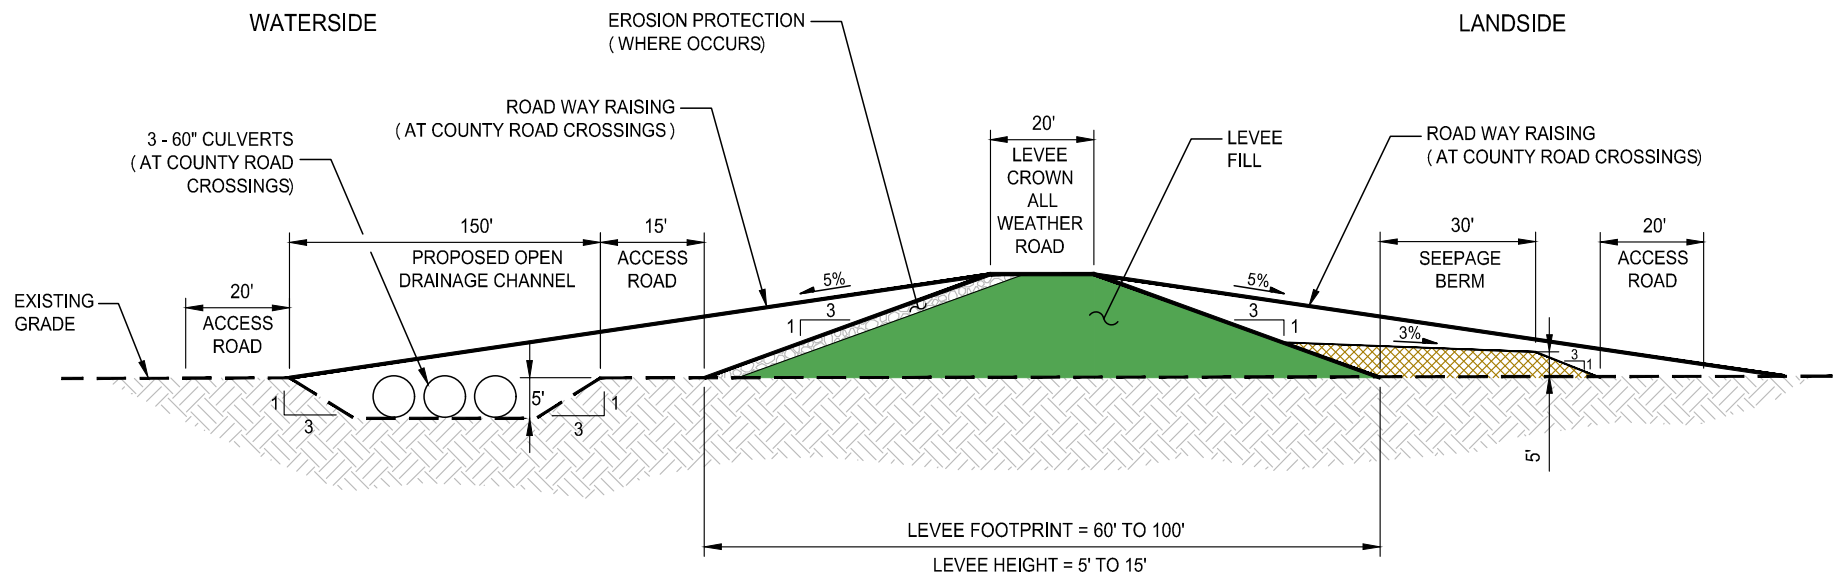 WATERSIDE
EROSION PROTECTION
( WHERE OCCURS)
LANDSIDE
ROAD WAY RAISING
( AT COUNTY ROAD CROSSINGS )
3 - 60" CULVERTS
( AT COUNTY ROAD
CROSSINGS)
20'
LEVEE
CROWN
ALL
WEATHER
ROAD
LEVEE
FILL
ROAD WAY RAISING
(AT COUNTY ROAD CROSSINGS)
150'
PROPOSED OPEN
DRAINAGE CHANNEL
15'
ACCESS
ROAD
30'
SEEPAGE
BERM
20'
ACCESS
ROAD
EXISTING
GRADE
20'
ACCESS
ROAD
5%
5%
3
1
3
1
3%
3
1
5'
1
3
1
3
5'
LEVEE FOOTPRINT = 60' TO 100'
LEVEE HEIGHT = 5' TO 15'